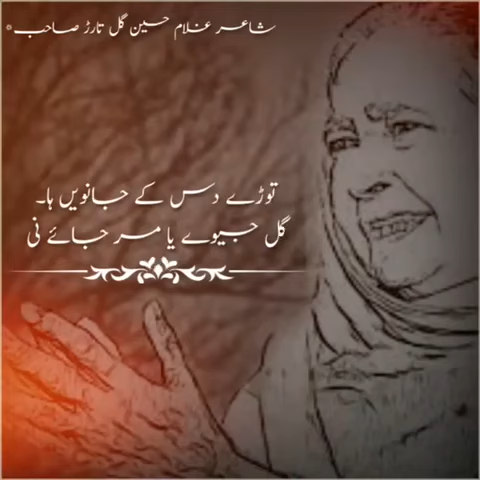 شاعر غلام حسین گل تارڑ صاحب*
توڑے دس کے جانویں ہا۔
گل جیوے یا مر جائے نی